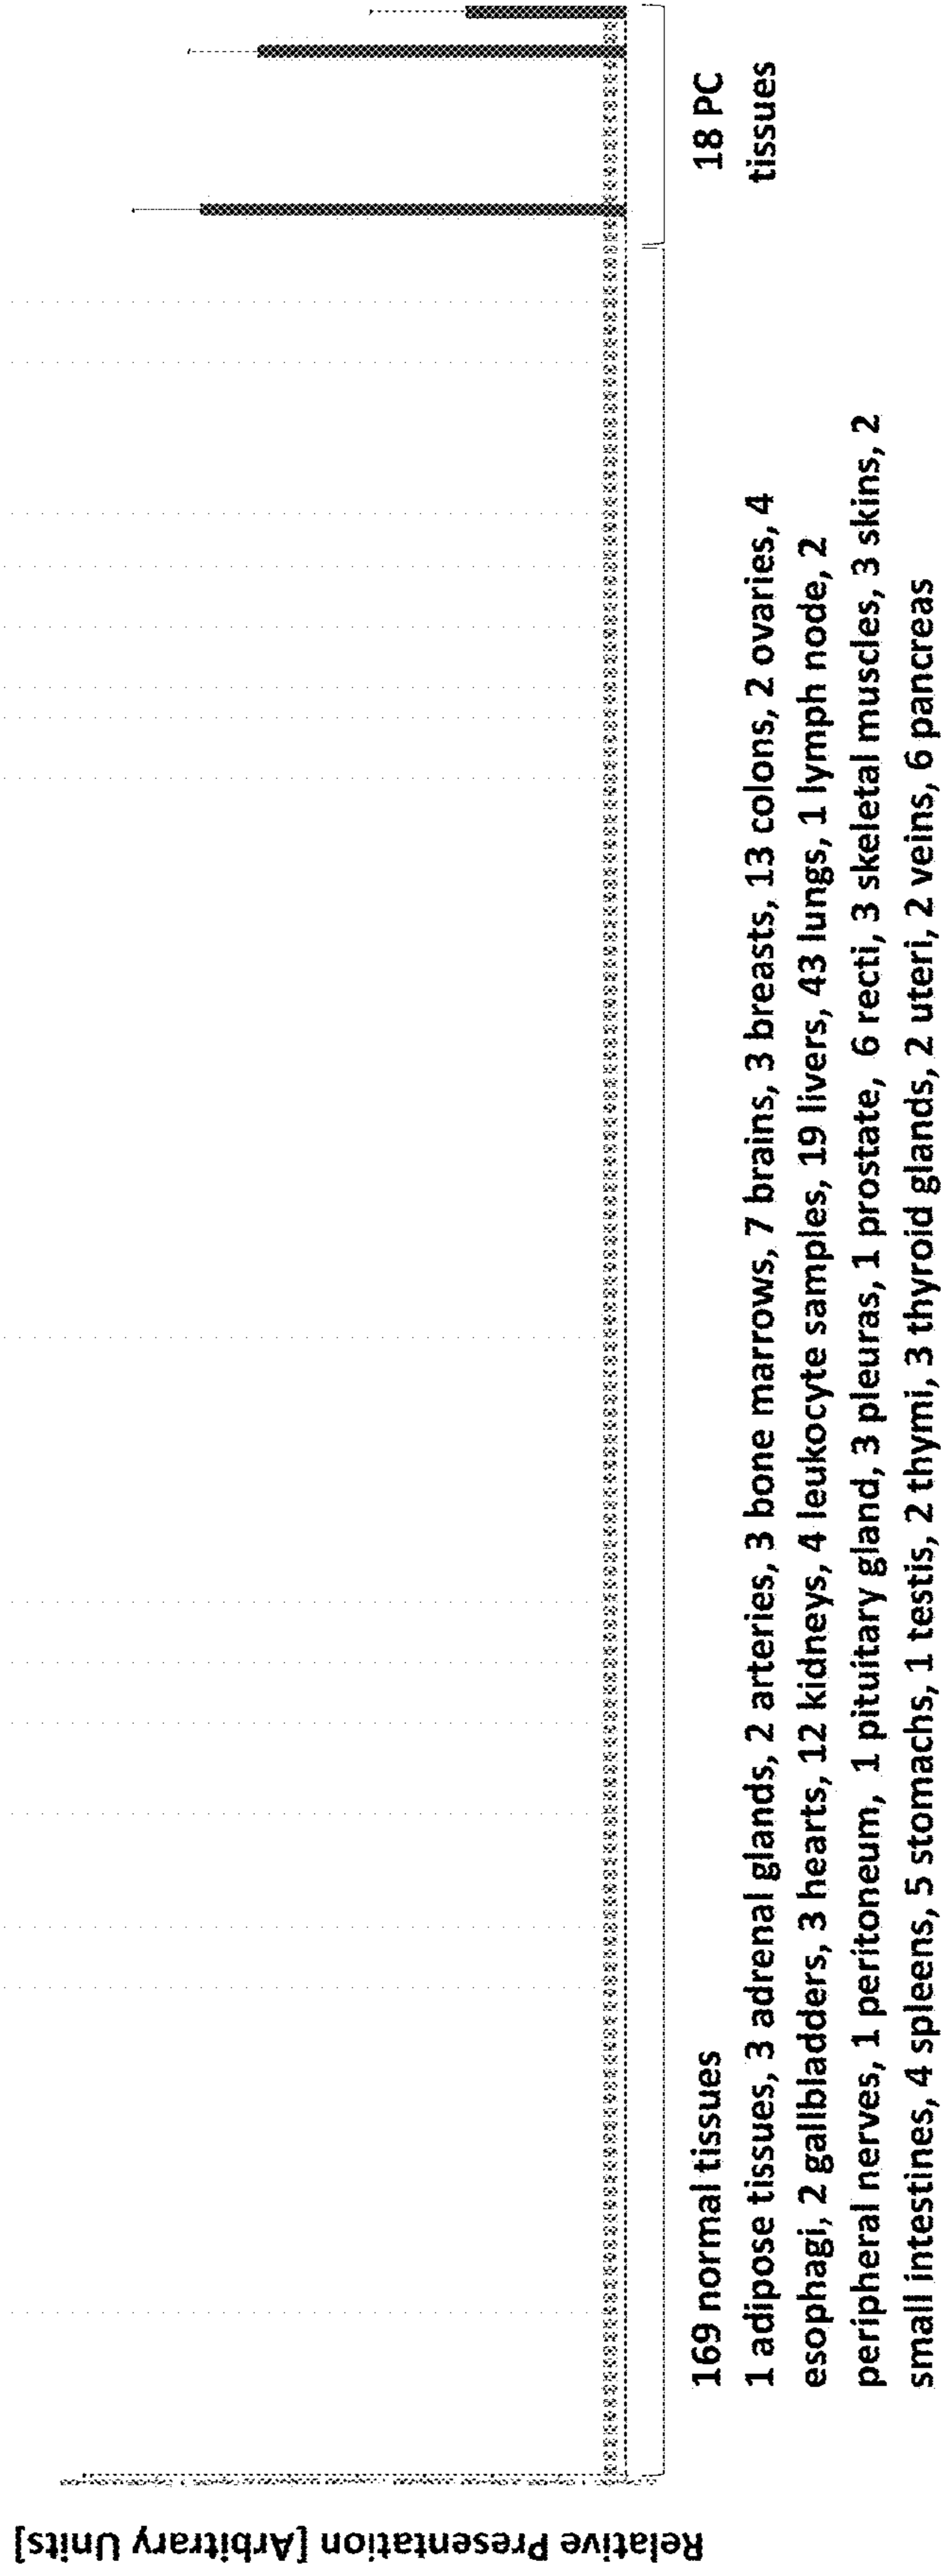 Relative Presentation [Arbitrary Units]
169 normal tissues
18 PC
tissues
1 adipose tissues, 3 adrenal glands, 2 arteries, 3 bone marrows, 7 brains, 3 breasts, 13 colons, 2 ovaries, 4
esophagi, 2 gallbladders, 3 hearts, 12 kidneys, 4 leukocyte samples, 19 livers, 43 lungs, 1 lymph node, 2
peripheral nerves, 1 peritoneum, 1 pituitary gland, 3 pleuras, 1 prostate, 6 recti, 3 skeletal muscles, 3 skins, 2
small intestines, 4 spleens, 5 stomachs, 1 testis, 2 thymi, 3 thyroid glands, 2 uteri, 2 veins, 6 pancreas